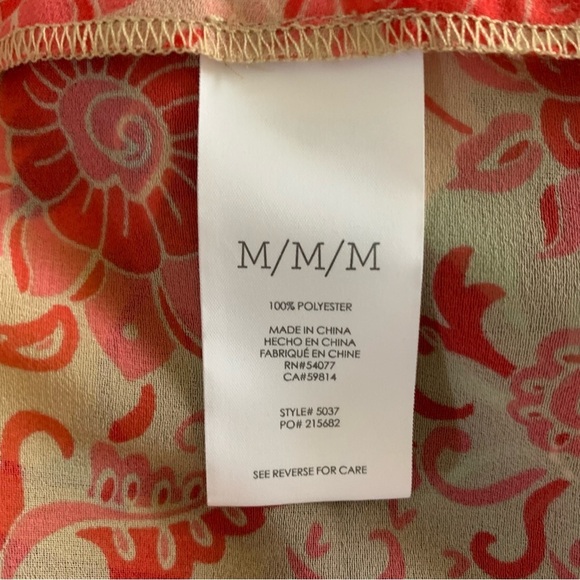 M/M/M
100% POLYESTER
MADE IN CHINA
HECHO EN CHINA
FABRIQUÉ EN CHINE
RN#54077
CA#59814
STYLE# 5037
PO# 215682
SEE REVERSE FOR CARE